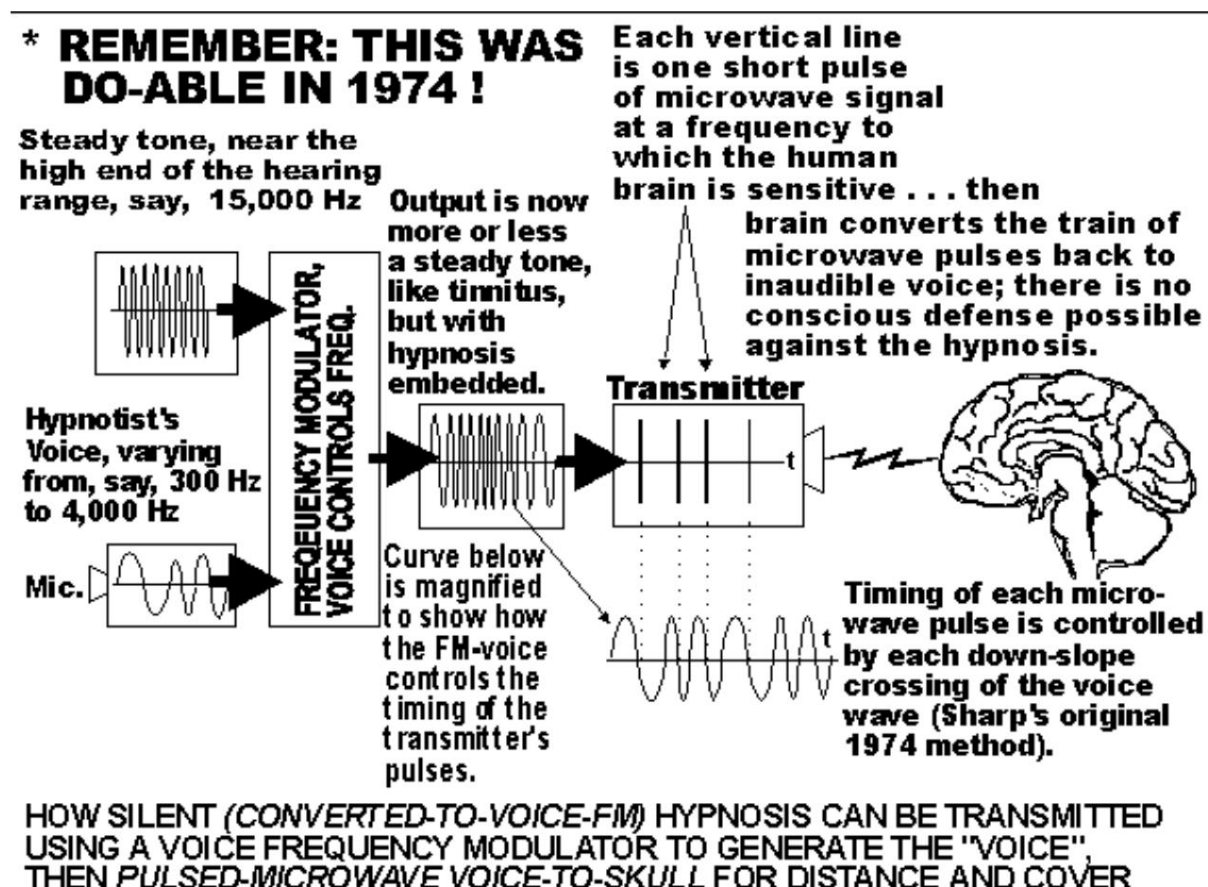 * REMEMBER: THIS WAS
DO-ABLE IN 1974 !
Steady tone, near the
high end of the hearing
range, say, 15,000 Hz
Each vertical line
is one short pulse
of microwave signal
at a frequency to
which the human
brain is sensitive . . . then
brain converts the train of
microwave pulses back to
inaudible voice; there is no
conscious defense possible
against the hypnosis.
Output is now
more or less
a steady tone,
like tinnitus,
but with
hypnosis
embedded.
FREQEUENCY MODULATOR,
VOICE CONTROLS FREQ.
Transmitter
t
Hypnotist's
Voice, varying
from, say, 300 Hz
to 4,000 Hz
Mic.
Curve below
is magnified
to show how
the FM-voice
controls the
timing of the
transmitter's
pulses.
t
Timing of each micro-
wave pulse is controlled
by each down-slope
crossing of the voice
wave (Sharp's original
1974 method).
HOW SILENT (CONVERTED-TO-VOICE-FM) HYPNOSIS CAN BE TRANSMITTED
USING A VOICE FREQUENCY MODULATOR TO GENERATE THE "VOICE",
THEN PULSED-MICROWAVE VOICE-TO-SKULL FOR DISTANCE AND COVER